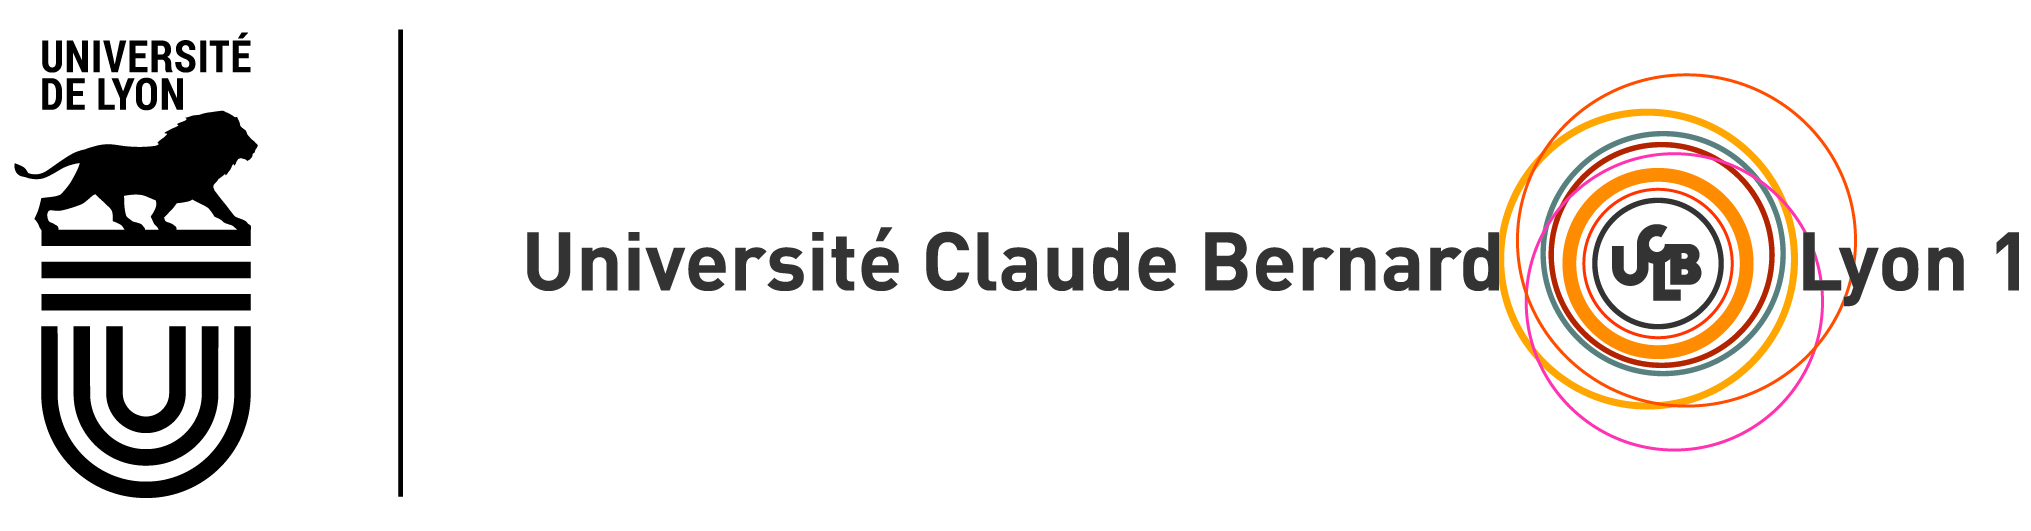 UNIVERSITÉ
DE LYON
Université Claude Bernard UCLB Lyon 1